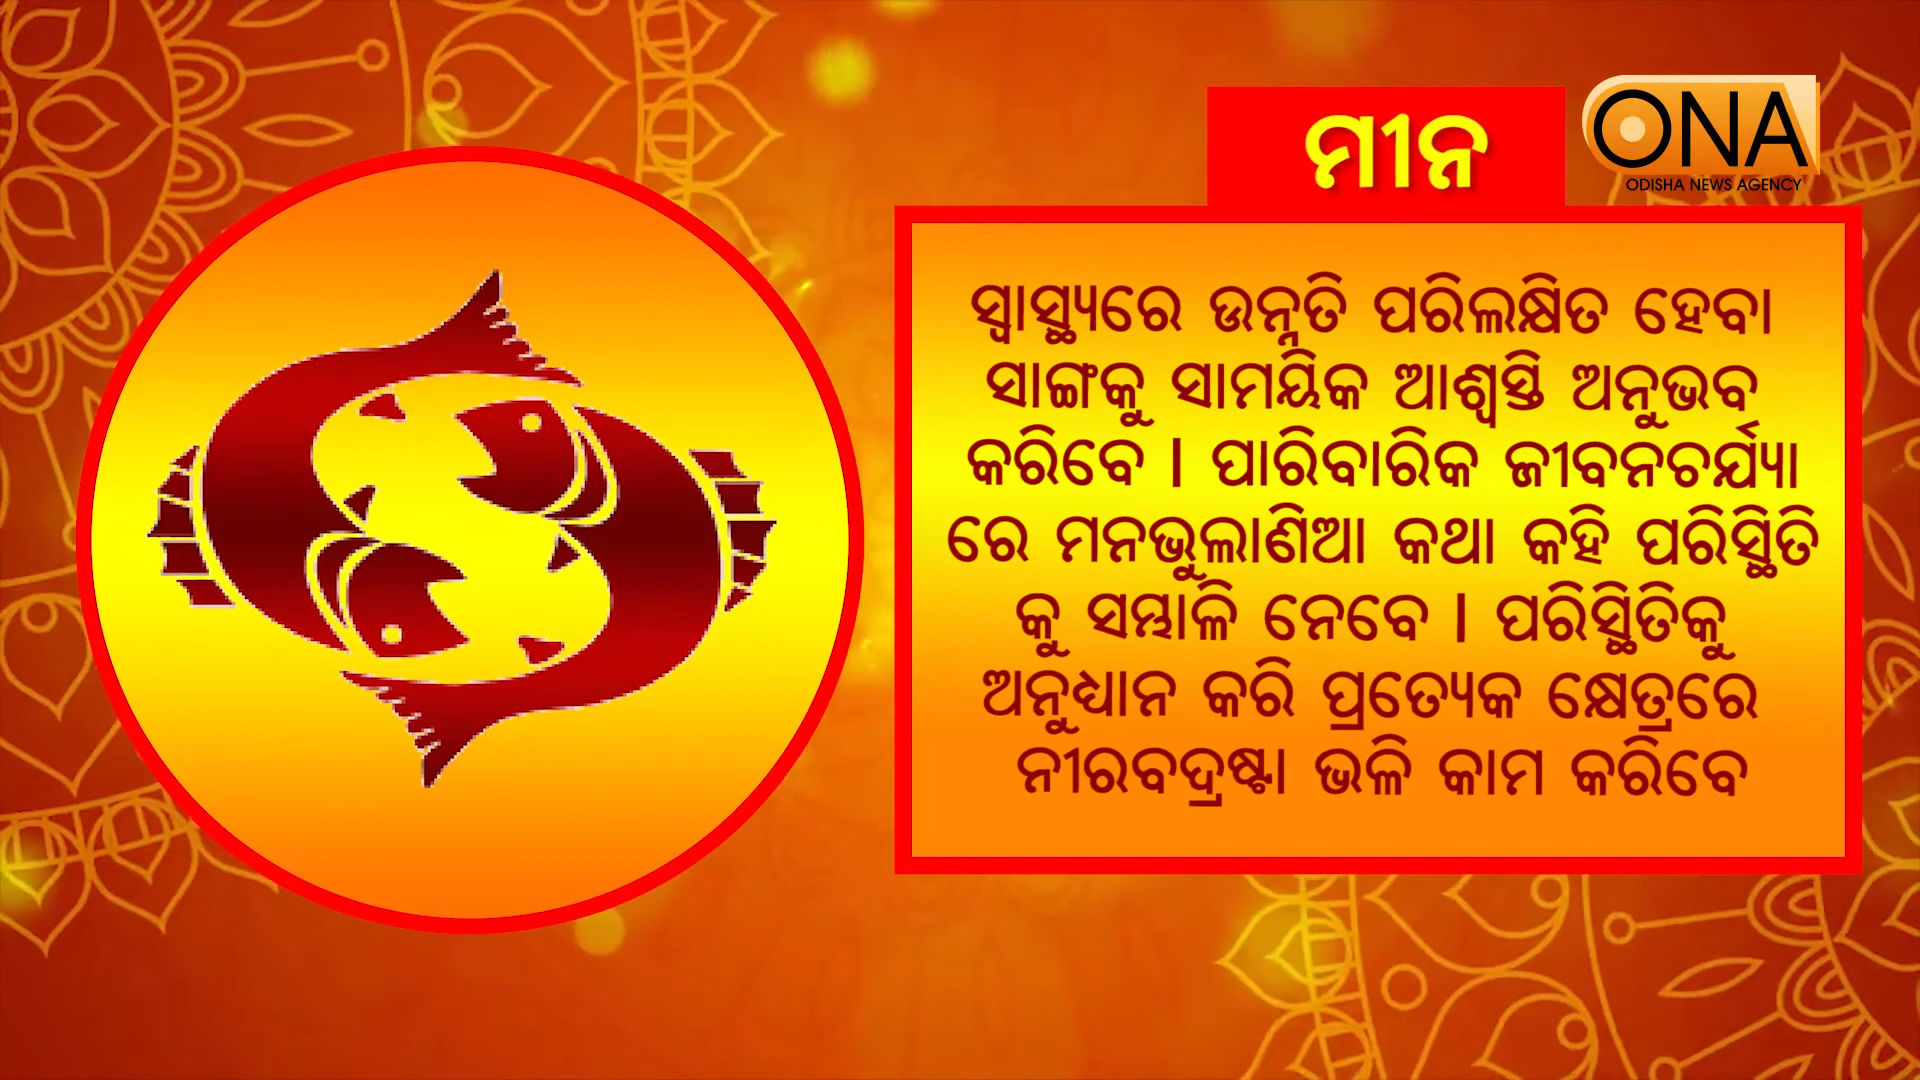 ମୀନ
ONA
ODISHA NEWS AGENCY
ସ୍ୱାସ୍ଥ୍ୟରେ ଉନ୍ନତି ପରିଲକ୍ଷିତ ହେବା
ସାଙ୍ଗକୁ ସାମୟିକ ଆଶ୍ୱସ୍ତି ଅନୁଭବ
କରିବେ । ପାରିବାରିକ ଜୀବନଚର୍ଯ୍ୟା
ରେ ମନଭୁଲାଣିଆ କଥା କହି ପରିସ୍ଥିତି
କୁ ସମ୍ଭାଳି ନେବେ । ପରିସ୍ଥିତିକୁ
ଅନୁଧ୍ୟାନ କରି ପ୍ରତ୍ୟେକ କ୍ଷେତ୍ରରେ
ନୀରବଦ୍ରଷ୍ଟା ଭଳି କାମ କରିବେ